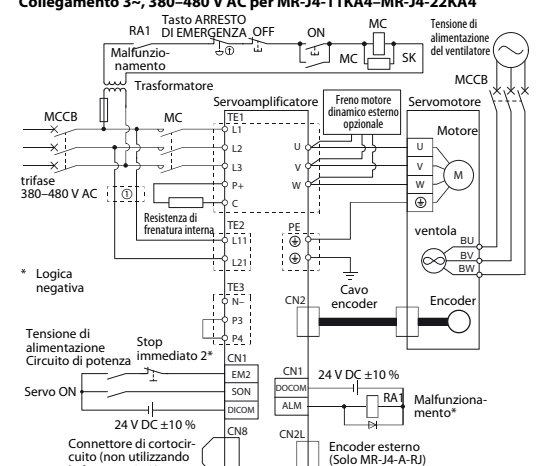 Collegamento 3~, 380–480 V AC per MR-J4-11KA4–MR-J4-22KA4
Tasto ARRESTO
DI EMERGENZA
RA1
OFF
ON
MC
Tensione di
alimentazione
del ventilatore
Malfunzio-
namento
①
MC
SK
MCCB
Trasformatore
MCCB
MC
Servoamplificatore
Freno motore
dinamico esterno
opzionale
Servomotore
TE1
L1
L2
L3
P+
C
U
V
W
U
V
W
Motore
M
trifase
380–480 V AC
①
Resistenza di
frenatura interna
TE2
L11
L21
PE
ventola
BU
BV
BW
* Logica
negativa
TE3
N–
P3
P4
CN2
Cavo
encoder
Encoder
Tensione di
alimentazione
Circuito di potenza
Stop
immediato 2*
CN1
EM2
SON
DICOM
Servo ON
24 V DC ±10 %
CN1
DOCOM
ALM
24 V DC ±10 %
RA1
Malfunziona-
mento*
CN8
Connettore di cortocir-
cuito (non utilizzando
CN2L
Encoder esterno
(Solo MR-J4-A-RJ)